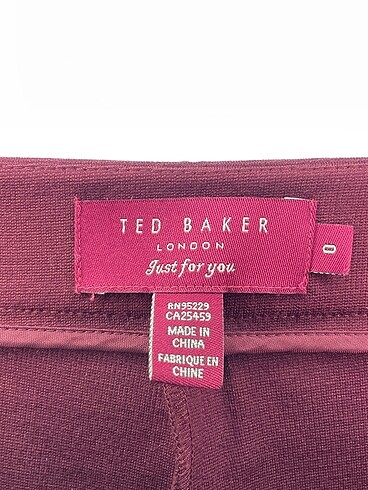 TED BAKER
LONDON
Just for you
0
RN95229
CA25459
MADE IN
CHINA
FABRIQUE EN
CHINE